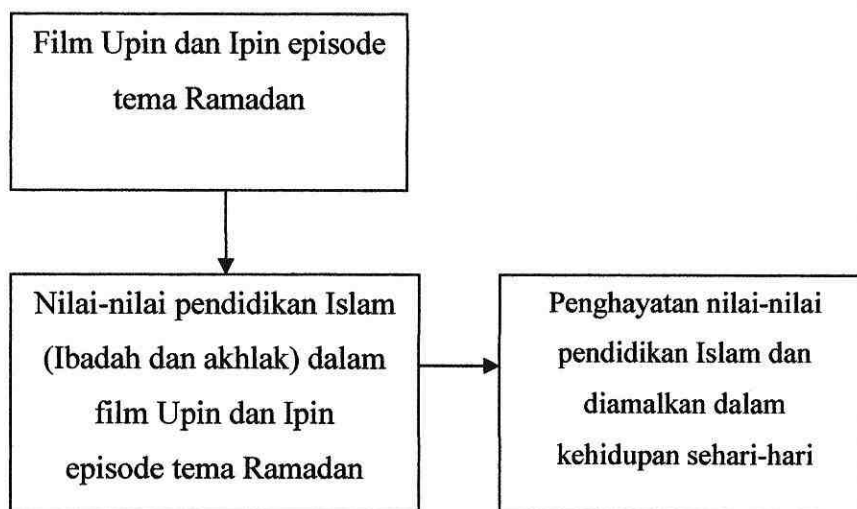 Film Upin dan Ipin episode
tema Ramadan
Nilai-nilai pendidikan Islam
(Ibadah dan akhlak) dalam
film Upin dan Ipin
episode tema Ramadan
Penghayatan nilai-nilai
pendidikan Islam dan
diamalkan dalam
kehidupan sehari-hari